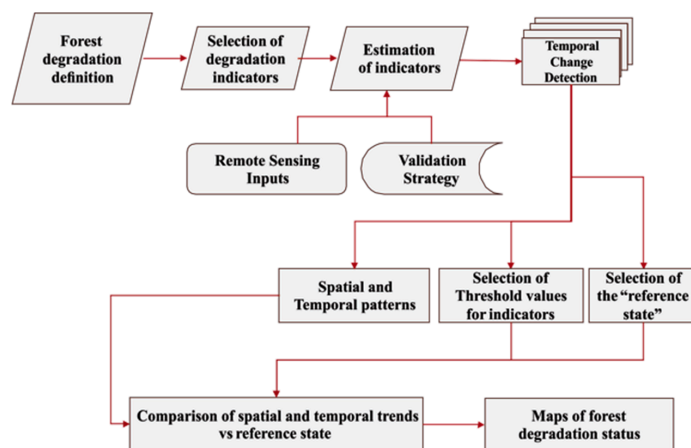 Forest
degradation
definition
Selection of
degradation
indicators
Estimation
of indicators
Temporal
Change
Detection
Remote Sensing
Inputs
Validation
Strategy
Spatial and
Temporal patterns
Selection of
Threshold values
for indicators
Selection of
the “reference
state”
Comparison of spatial and temporal trends
vs reference state
Maps of forest
degradation status